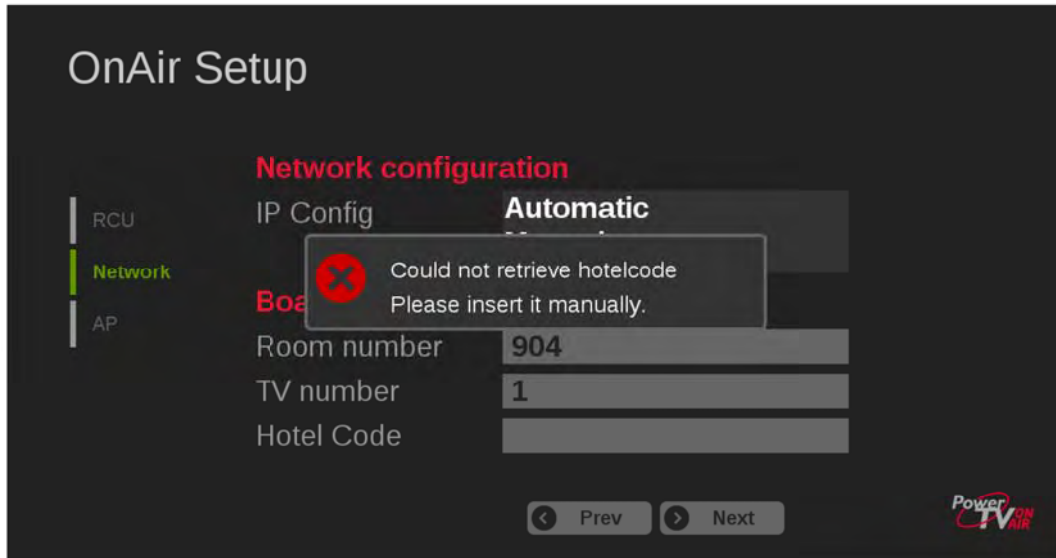 OnAir Setup
Network configuration
RCU
IP Config
Automatic
Network
Could not retrieve hotelcode
Please insert it manually.
Boa
AP
Room number
904
TV number
1
Hotel Code
Prev
Next
Power
TV ON
AIR